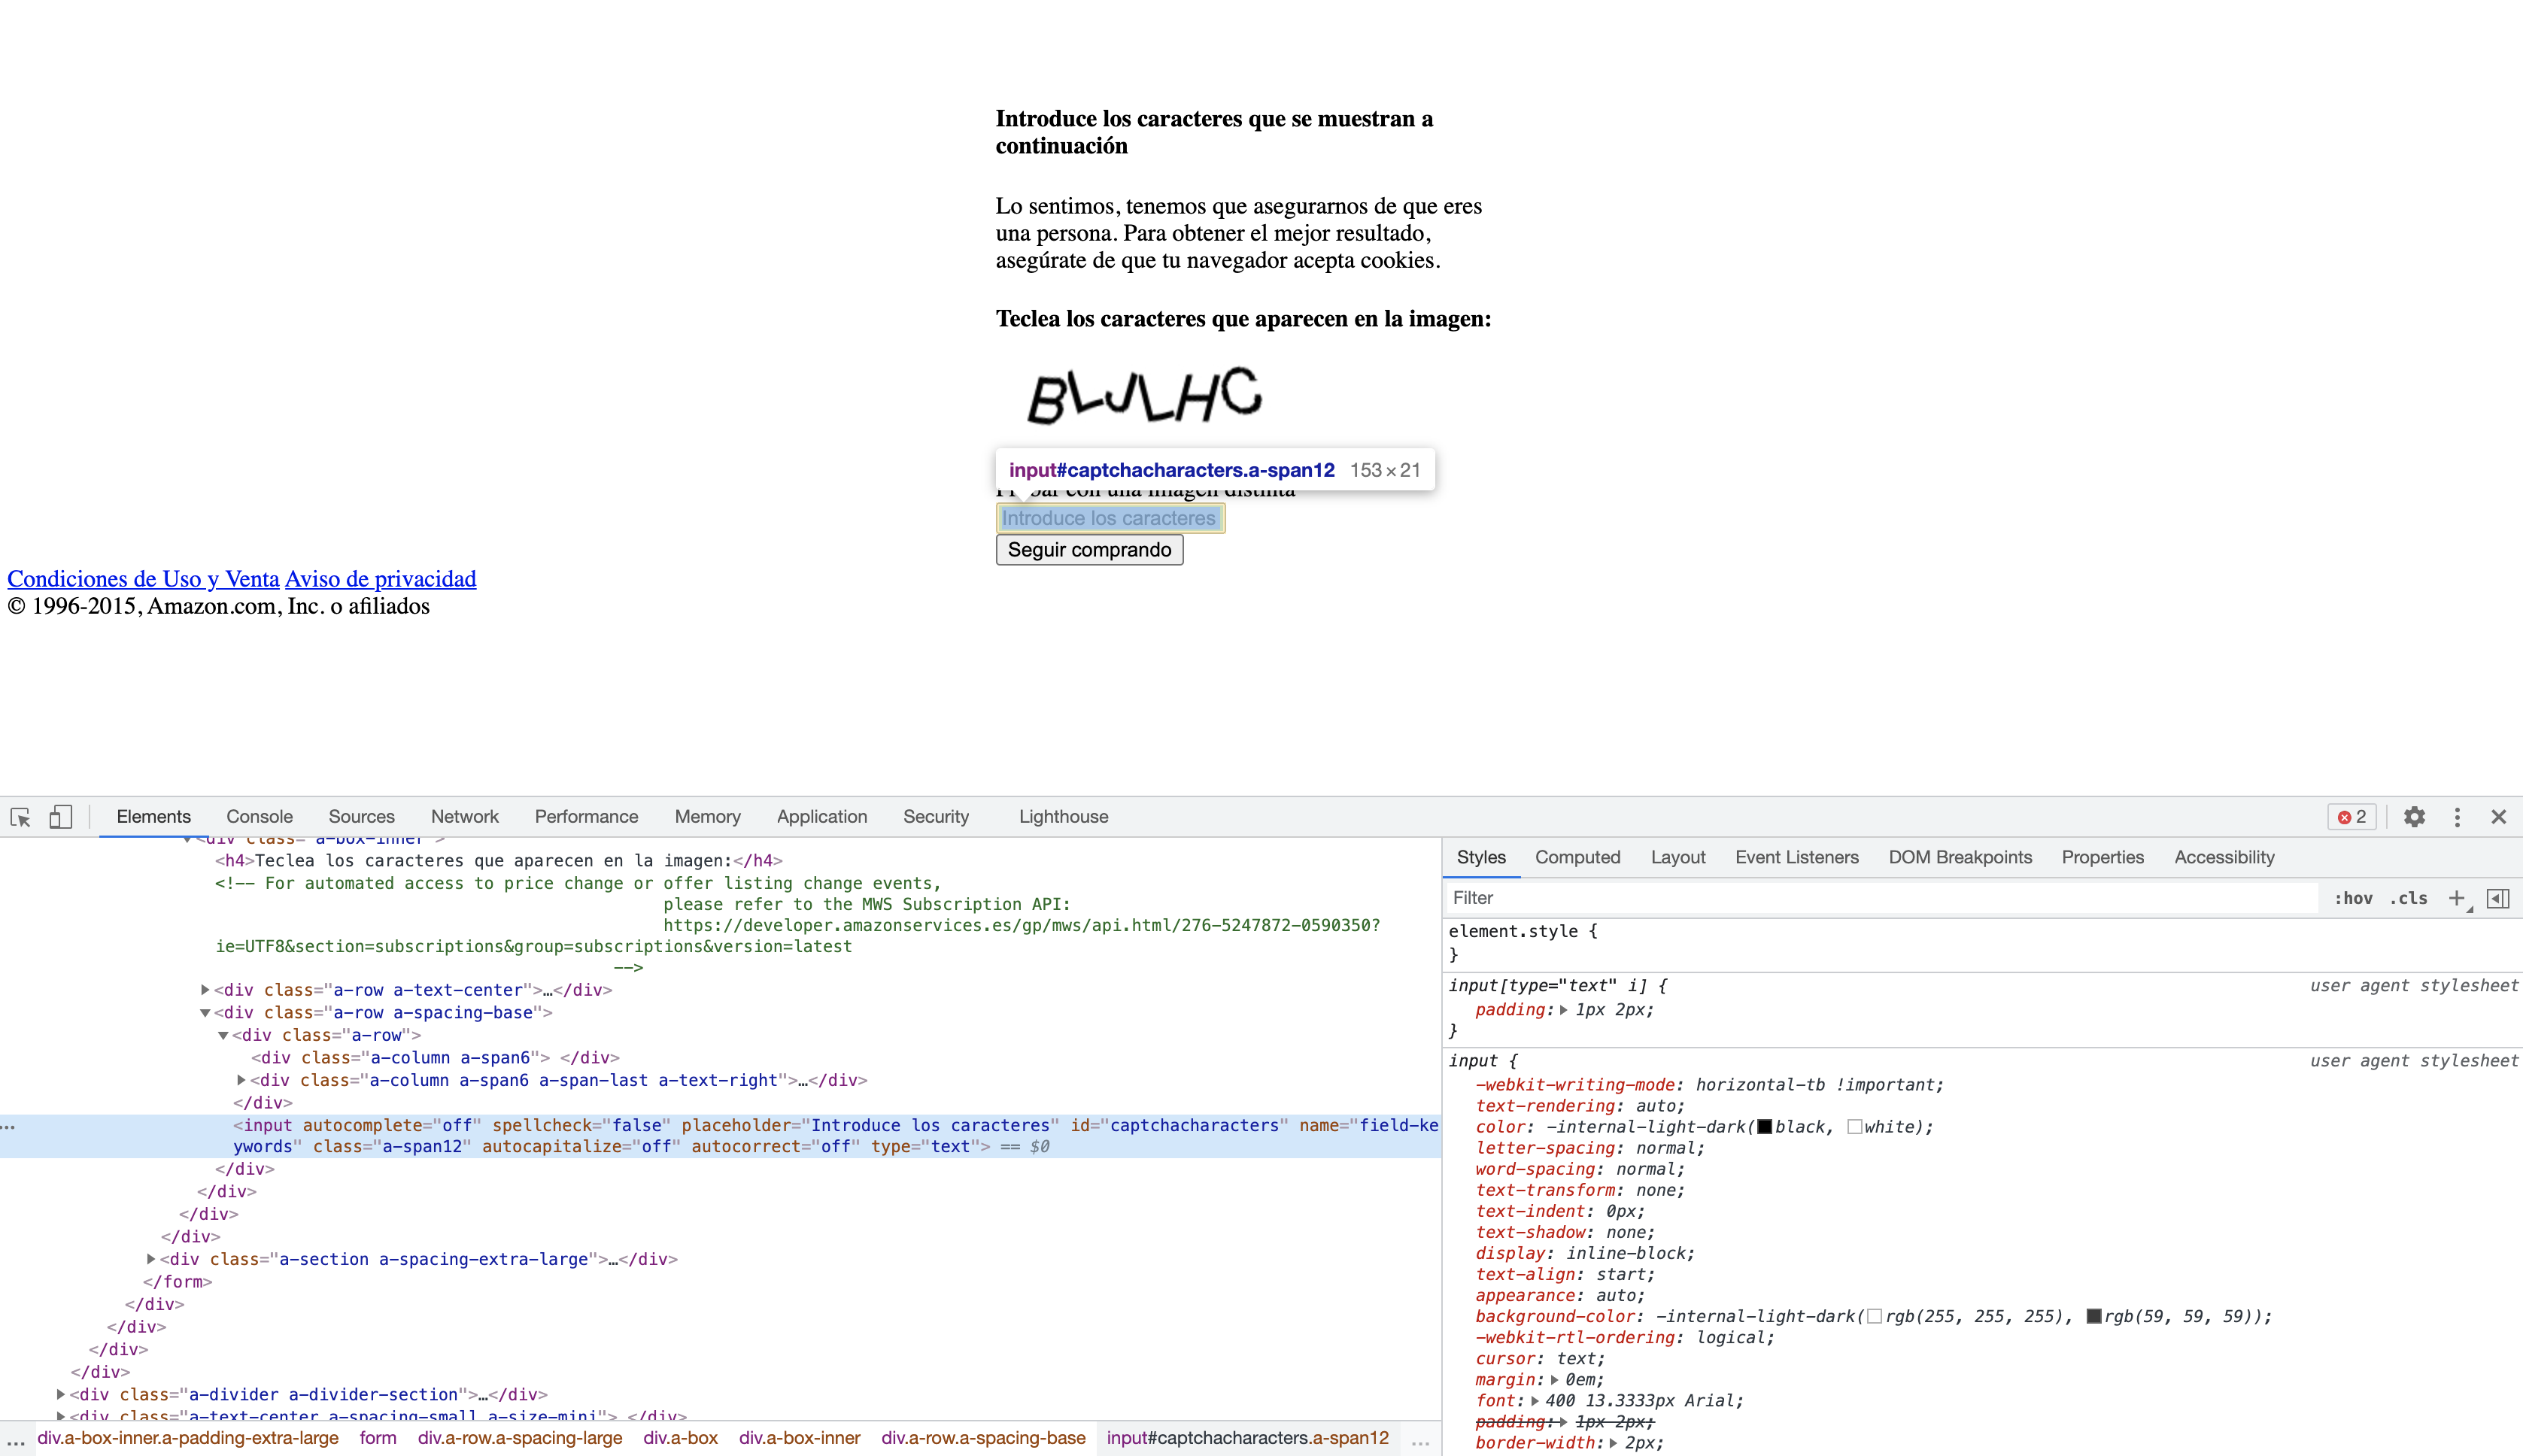 Introduce los caracteres que se muestran a
continuación
Lo sentimos, tenemos que asegurarnos de que eres
una persona. Para obtener el mejor resultado,
asegúrate de que tu navegador acepta cookies.
Teclea los caracteres que aparecen en la imagen:
BLJLHC
input#captchacharacters.a-span12 153 × 21
Probar con una imagen distinta
Introduce los caracteres
Seguir comprando
Condiciones de Uso y Venta Aviso de privacidad
© 1996-2015, Amazon.com, Inc. o afiliados
Elements Console Sources Network Performance Memory Application Security Lighthouse 2
<div class="a-box-inner">
<h4>Teclea los caracteres que aparecen en la imagen:</h4>
<!-- For automated access to price change or offer listing change events,
please refer to the MWS Subscription API:
https://developer.amazonservices.es/gp/mws/api.html/276-5247872-0590350?
ie=UTF8&section=subscriptions&group=subscriptions&version=latest
-->
<div class="a-row a-text-center">…</div>
<div class="a-row a-spacing-base">
<div class="a-row">
<div class="a-column a-span6"> </div>
<div class="a-column a-span6 a-span-last a-text-right">…</div>
</div>
… <input autocomplete="off" spellcheck="false" placeholder="Introduce los caracteres" id="captchacharacters" name="field-ke
ywords" class="a-span12" autocapitalize="off" autocorrect="off" type="text"> == $0
</div>
</div>
</div>
</div>
<div class="a-section a-spacing-extra-large">…</div>
</form>
</div>
</div>
</div>
</div>
<div class="a-divider a-divider-section">…</div>
<div class="a-text-center a-spacing-small a-size-mini"> </div>
… div.a-box-inner.a-padding-extra-large form div.a-row.a-spacing-large div.a-box div.a-box-inner div.a-row.a-spacing-base input#captchacharacters.a-span12 …
Styles Computed Layout Event Listeners DOM Breakpoints Properties Accessibility
Filter :hov .cls +
element.style {
}
input[type="text" i] { user agent stylesheet
padding: 1px 2px;
}
input { user agent stylesheet
-webkit-writing-mode: horizontal-tb !important;
text-rendering: auto;
color: -internal-light-dark(black, white);
letter-spacing: normal;
word-spacing: normal;
text-transform: none;
text-indent: 0px;
text-shadow: none;
display: inline-block;
text-align: start;
appearance: auto;
background-color: -internal-light-dark(rgb(255, 255, 255), rgb(59, 59, 59));
-webkit-rtl-ordering: logical;
cursor: text;
margin: 0em;
font: 400 13.3333px Arial;
padding: 1px 2px;
border-width: 2px;